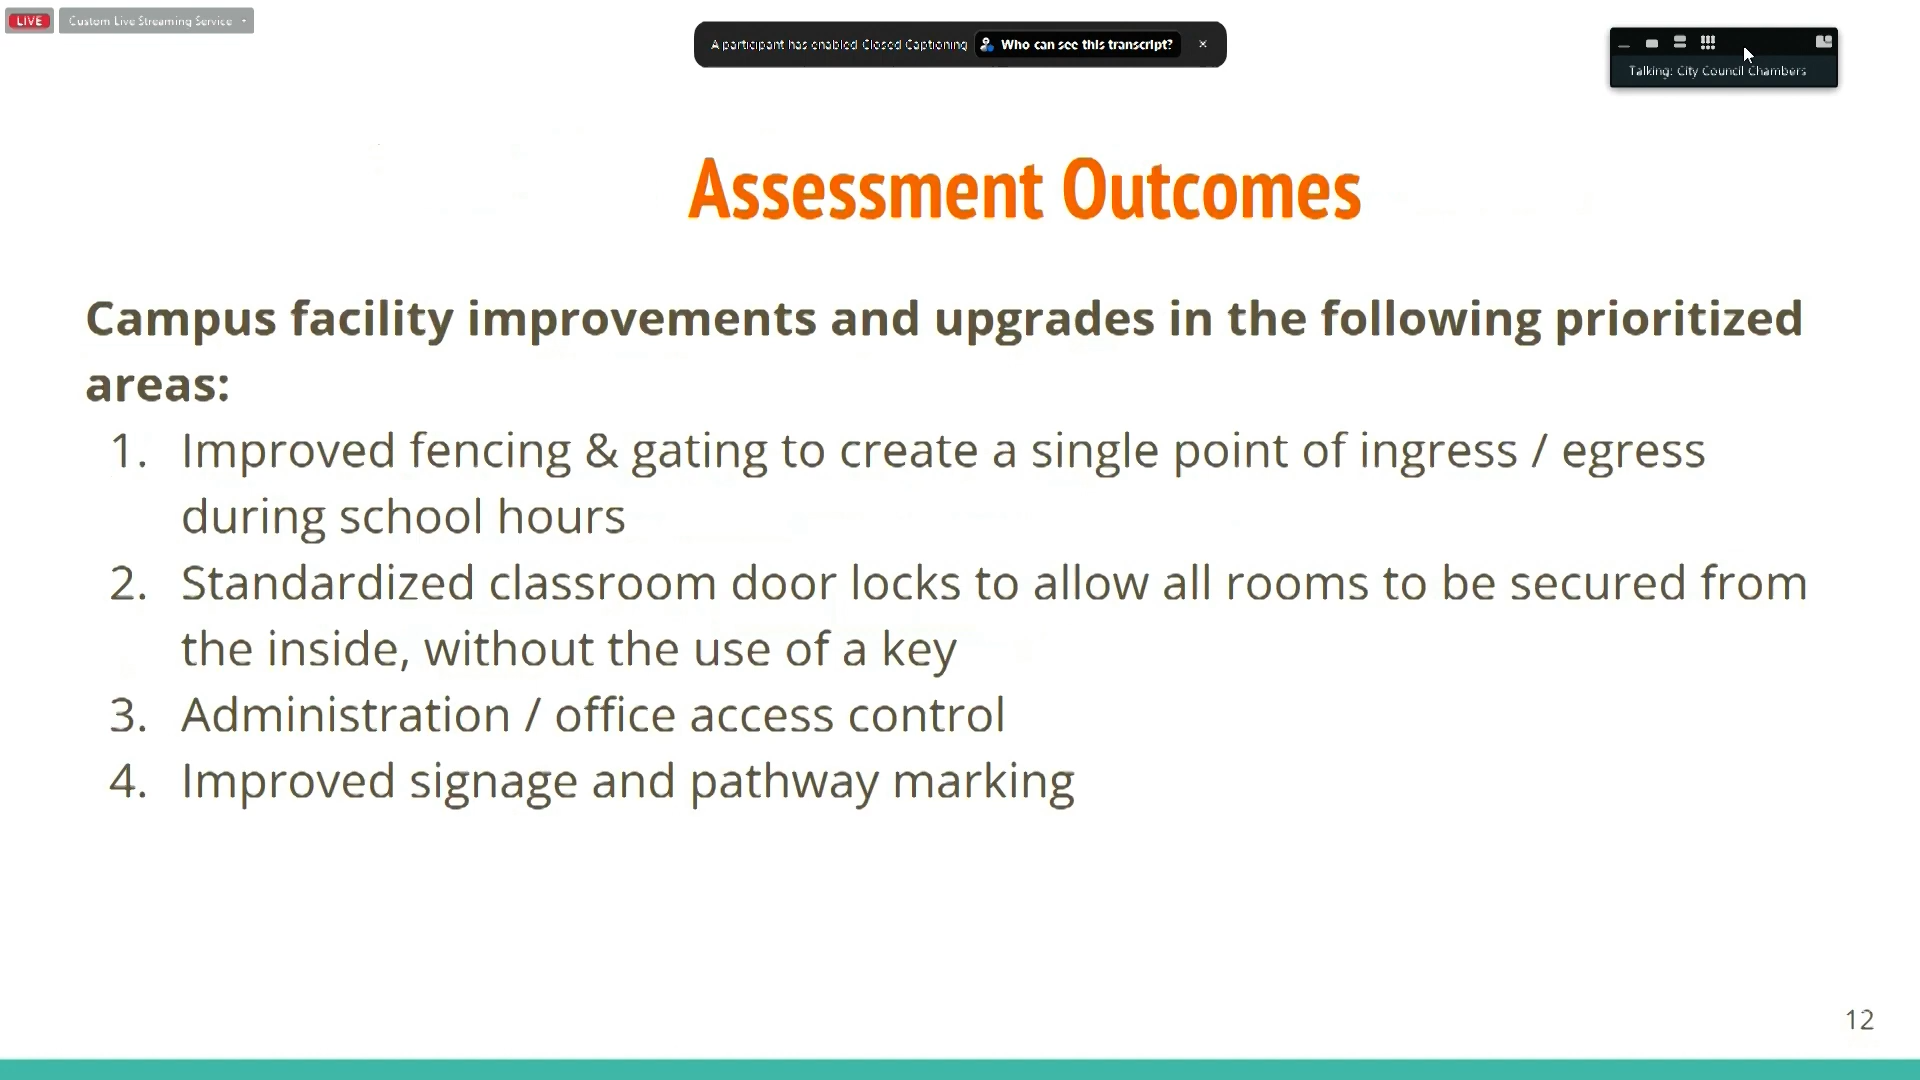 LIVE
Custom Live Streaming Service
A participant has enabled Closed Captioning
Who can see this transcript?
Talking: City Council Chambers
Assessment Outcomes
Campus facility improvements and upgrades in the following prioritized
areas:
1. Improved fencing & gating to create a single point of ingress / egress
during school hours
2. Standardized classroom door locks to allow all rooms to be secured from
the inside, without the use of a key
3. Administration / office access control
4. Improved signage and pathway marking
12